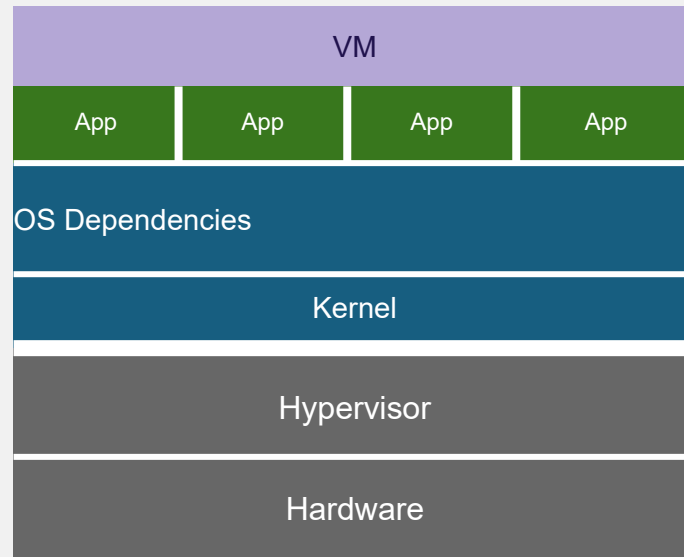 VM
App App App App
OS Dependencies
Kernel
Hypervisor
Hardware